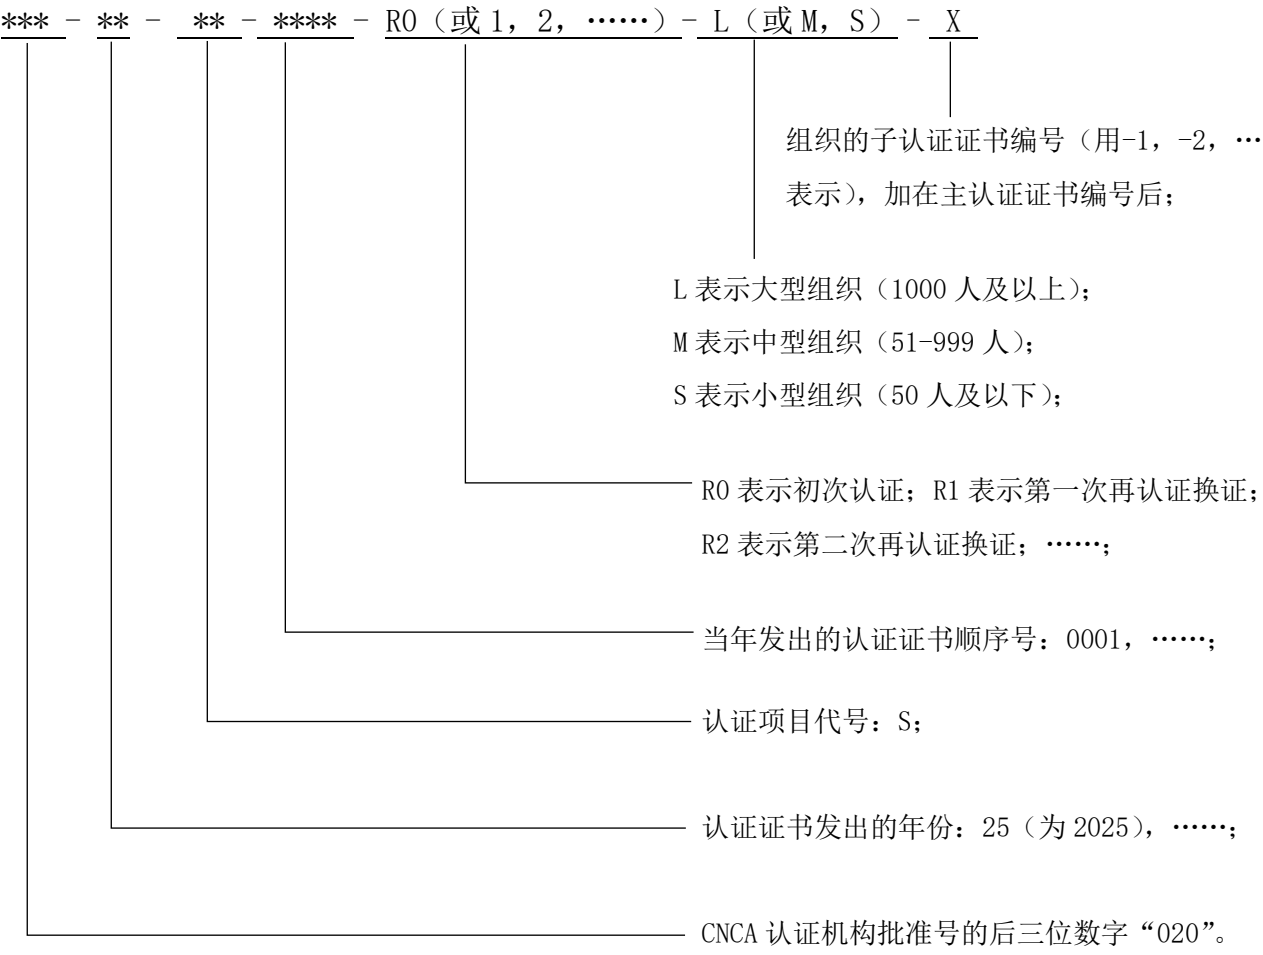 *** - ** - ** - **** - R0（或 1，2，……）- L（或 M，S） - X
组织的子认证证书编号（用-1，-2，…
表示），加在主认证证书编号后；
L 表示大型组织（1000 人及以上）；
M 表示中型组织（51-999 人）；
S 表示小型组织（50 人及以下）；
R0 表示初次认证；R1 表示第一次再认证换证；
R2 表示第二次再认证换证；……；
当年发出的认证证书顺序号：0001，……；
认证项目代号：S；
认证证书发出的年份：25（为 2025），……；
CNCA 认证机构批准号的后三位数字“020”。